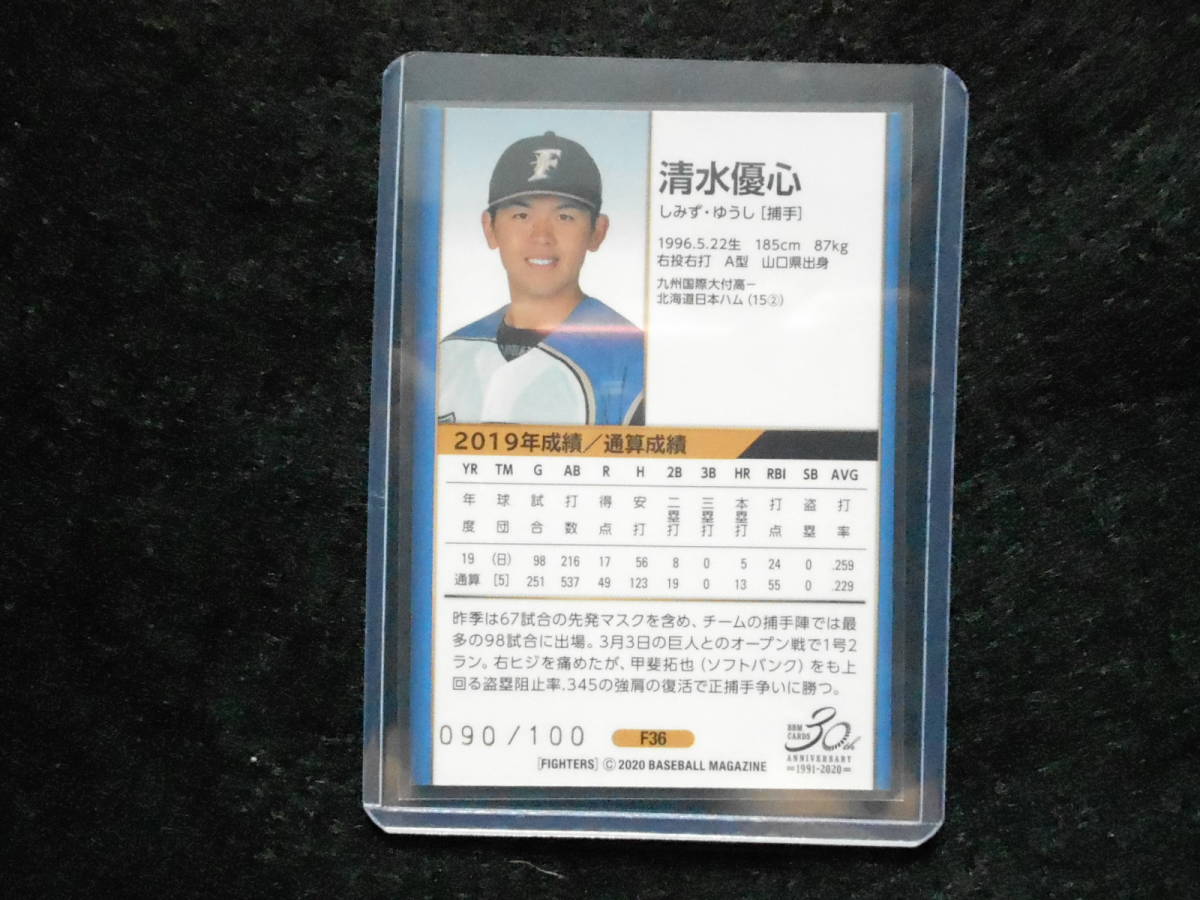 F
清水優心
しみず・ゆうし [捕手]
1996.5.22生 185cm 87kg
右投右打 A型 山口県出身
九州国際大付高－
北海道日本ハム (15②)
2019年成績／通算成績
YR TM G AB R H 2B 3B HR RBI SB AVG
年度 球団 試合 打数 得点 安打 二塁打 三塁打 本塁打 打点 盗塁 打率
19 (日) 98 216 17 56 8 0 5 24 0 .259
通算 [5] 251 537 49 123 19 0 13 55 0 .229
昨季は67試合の先発マスクを含め、チームの捕手陣では最
多の98試合に出場。3月3日の巨人とのオープン戦で1号2
ラン。右ヒジを痛めたが、甲斐拓也（ソフトバンク）をも上
回る盗塁阻止率.345の強肩の復活で正捕手争いに勝つ。
090/100 F36
BBM CARDS 30th
ANNIVERSARY
1991-2020
[FIGHTERS] © 2020 BASEBALL MAGAZINE